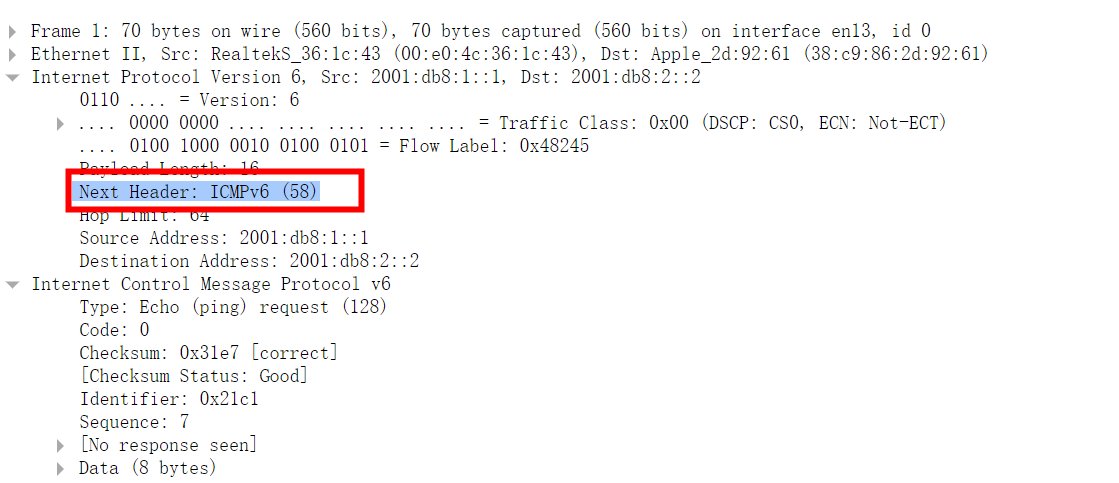 Frame 1: 70 bytes on wire (560 bits), 70 bytes captured (560 bits) on interface en13, id 0
Ethernet II, Src: RealtekS_36:1c:43 (00:e0:4c:36:1c:43), Dst: Apple_2d:92:61 (38:c9:86:2d:92:61)
Internet Protocol Version 6, Src: 2001:db8:1::1, Dst: 2001:db8:2::2
0110 .... = Version: 6
.... 0000 0000 .... .... .... .... .... = Traffic Class: 0x00 (DSCP: CS0, ECN: Not-ECT)
.... 0100 1000 0010 0100 0101 = Flow Label: 0x48245
Payload Length: 16
Next Header: ICMPv6 (58)
Hop Limit: 64
Source Address: 2001:db8:1::1
Destination Address: 2001:db8:2::2
Internet Control Message Protocol v6
Type: Echo (ping) request (128)
Code: 0
Checksum: 0x31e7 [correct]
[Checksum Status: Good]
Identifier: 0x21c1
Sequence: 7
[No response seen]
Data (8 bytes)